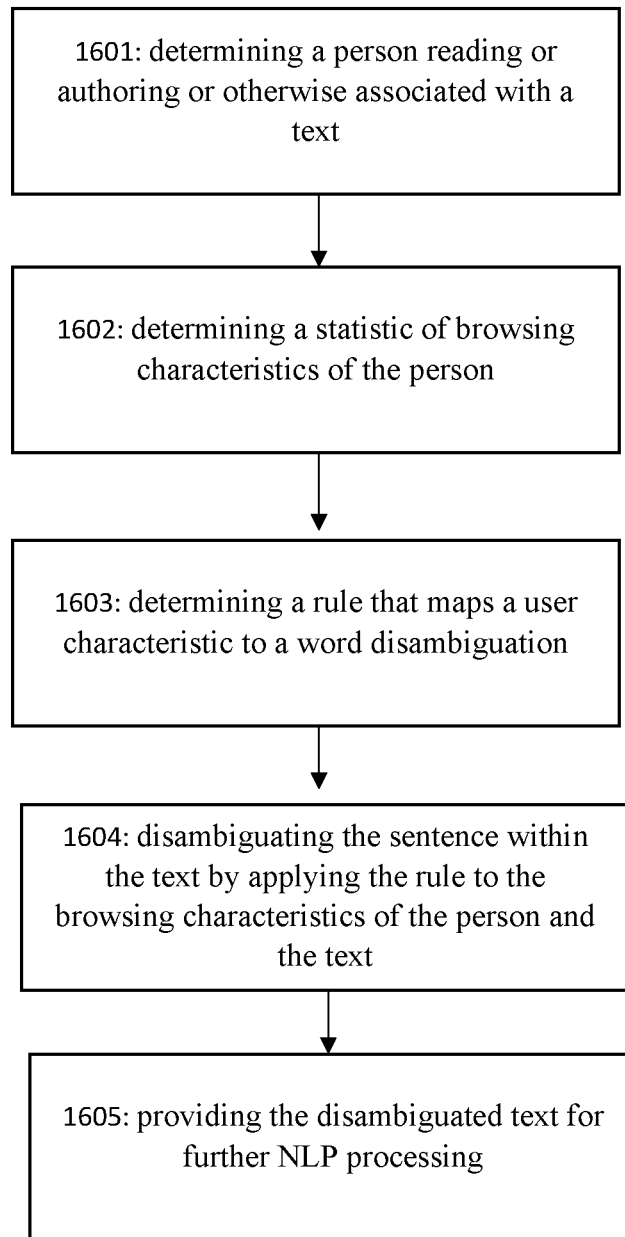 1601: determining a person reading or
authoring or otherwise associated with a
text
1602: determining a statistic of browsing
characteristics of the person
1603: determining a rule that maps a user
characteristic to a word disambiguation
1604: disambiguating the sentence within
the text by applying the rule to the
browsing characteristics of the person and
the text
1605: providing the disambiguated text for
further NLP processing